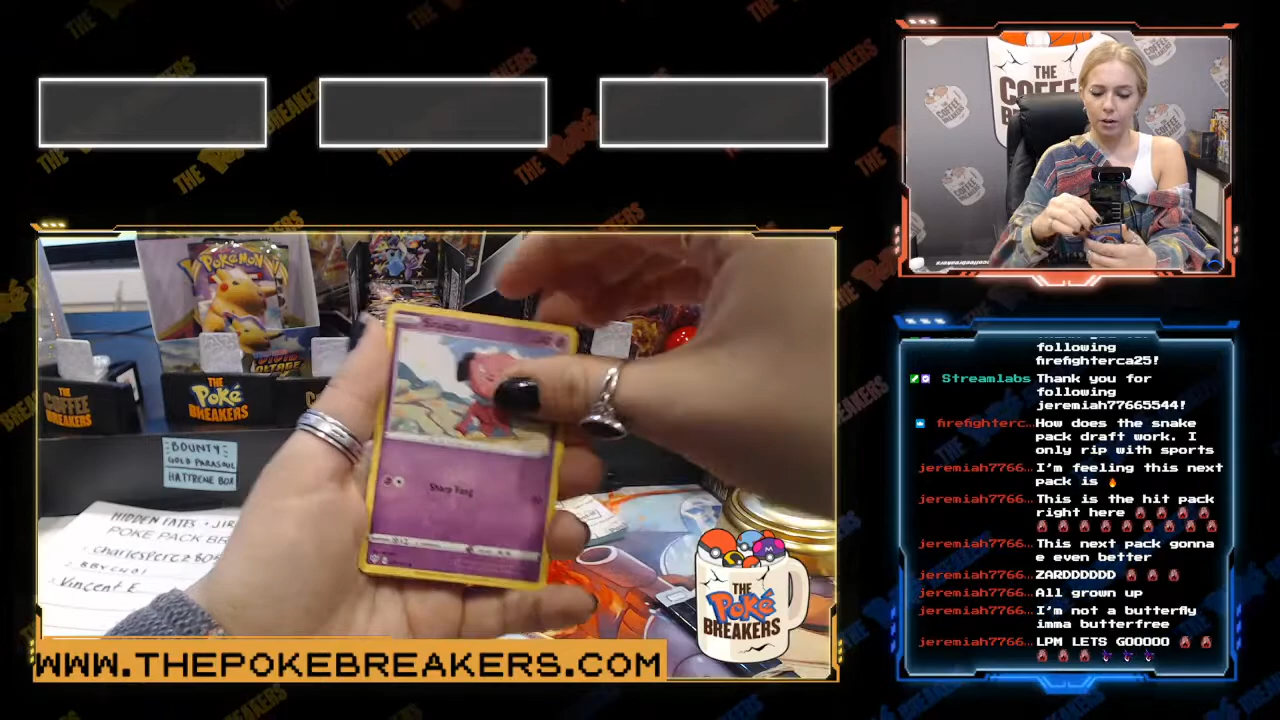 THE COFFEE BREAKERS
POKéMON
VIVID VOLTAGE
THE COFFEE BREAKERS
THE Poké BREAKERS
BOUNTY
GOLD PARASOL
HATTRENE BOX
POKE PACK BR
Vincent E.
Sharp Fang
THE Poké BREAKERS
WWW.THEPOKEBREAKERS.COM
following
firefighterca25!
Streamlabs Thank you for
following
jeremiah77665544!
firefighterc… How does the snake
pack draft work. I
only rip with sports
jeremiah7766… I'm feeling this next
pack is
jeremiah7766… This is the hit pack
right here
jeremiah7766… This next pack gonna
e even better
jeremiah7766… ZARDDDDDD
jeremiah7766… All grown up
jeremiah7766… I'm not a butterfly
imma butterfree
jeremiah7766… LPM LETS GOOOOO